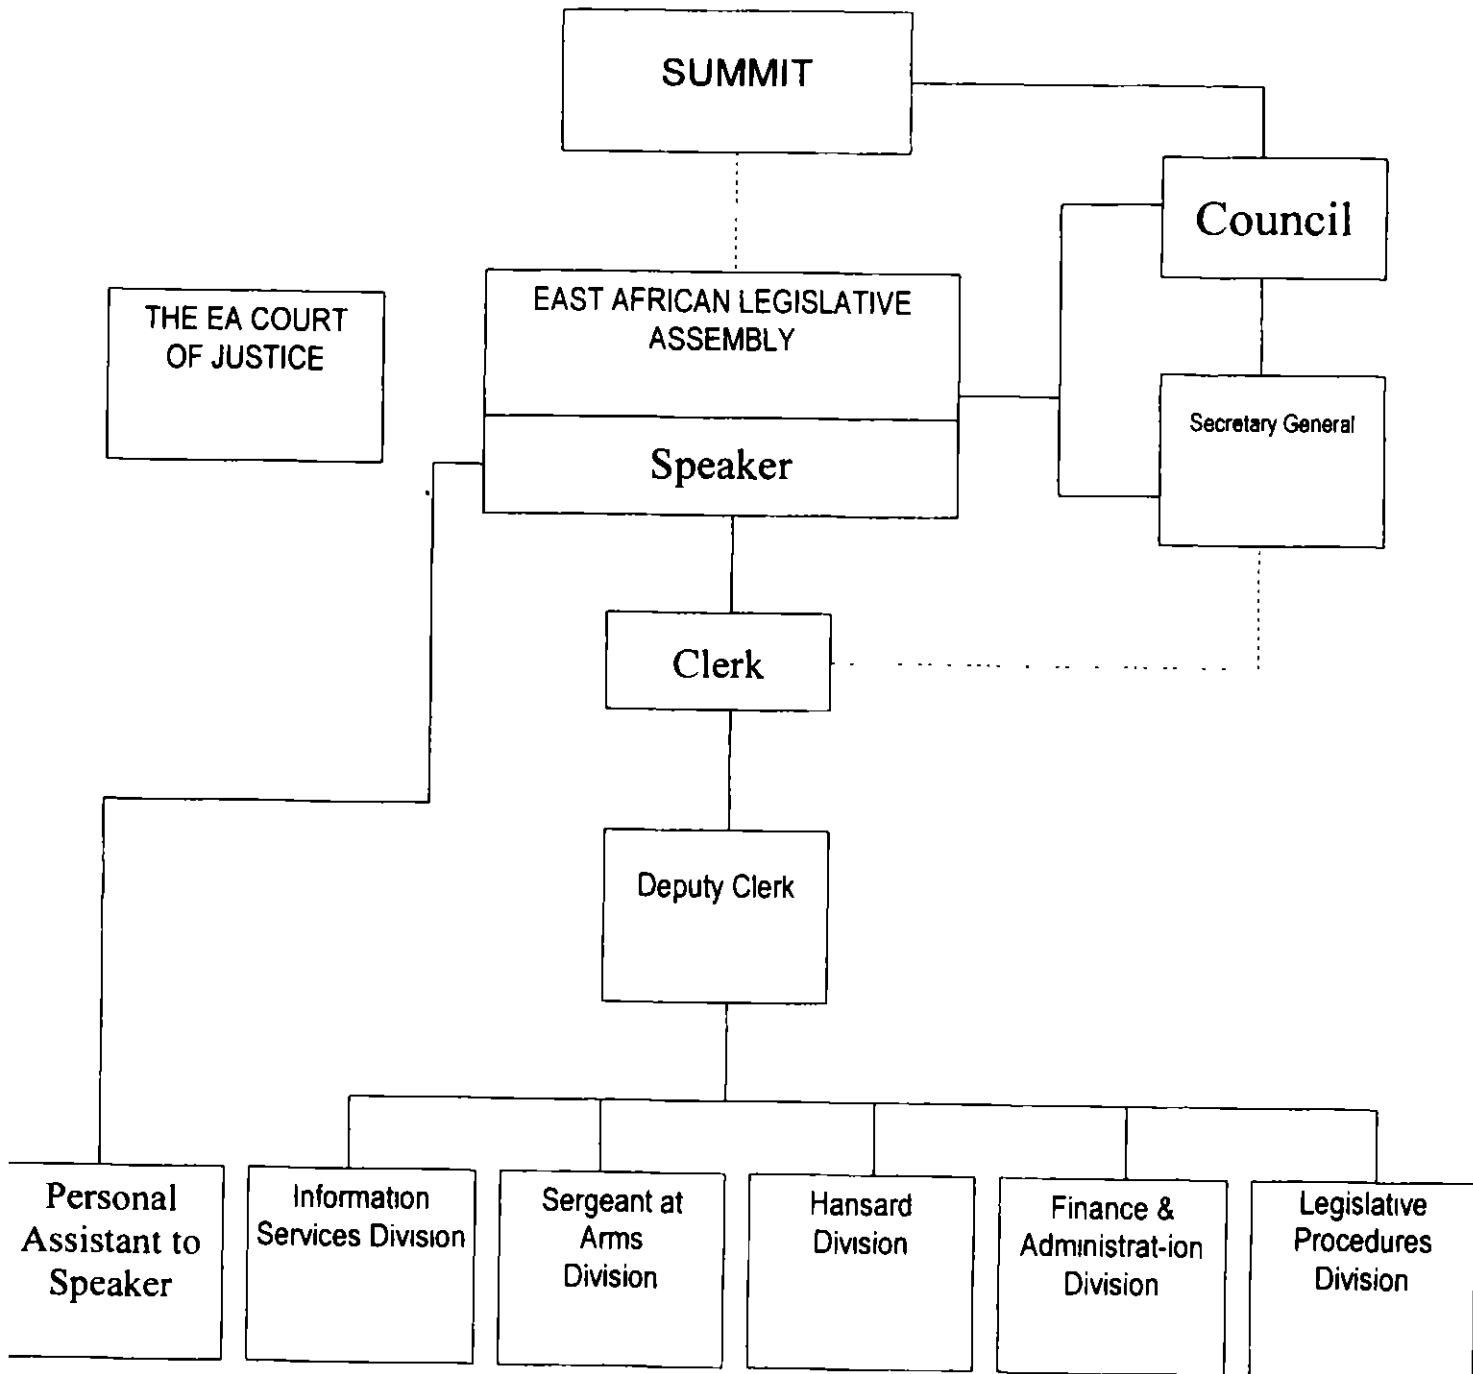 SUMMIT
Council
EAST AFRICAN LEGISLATIVE
ASSEMBLY
THE EA COURT
OF JUSTICE
Secretary General
Speaker
Clerk
Deputy Clerk
Personal
Assistant to
Speaker
Information
Services Division
Sergeant at
Arms
Division
Hansard
Division
Finance &
Administrat-ion
Division
Legislative
Procedures
Division